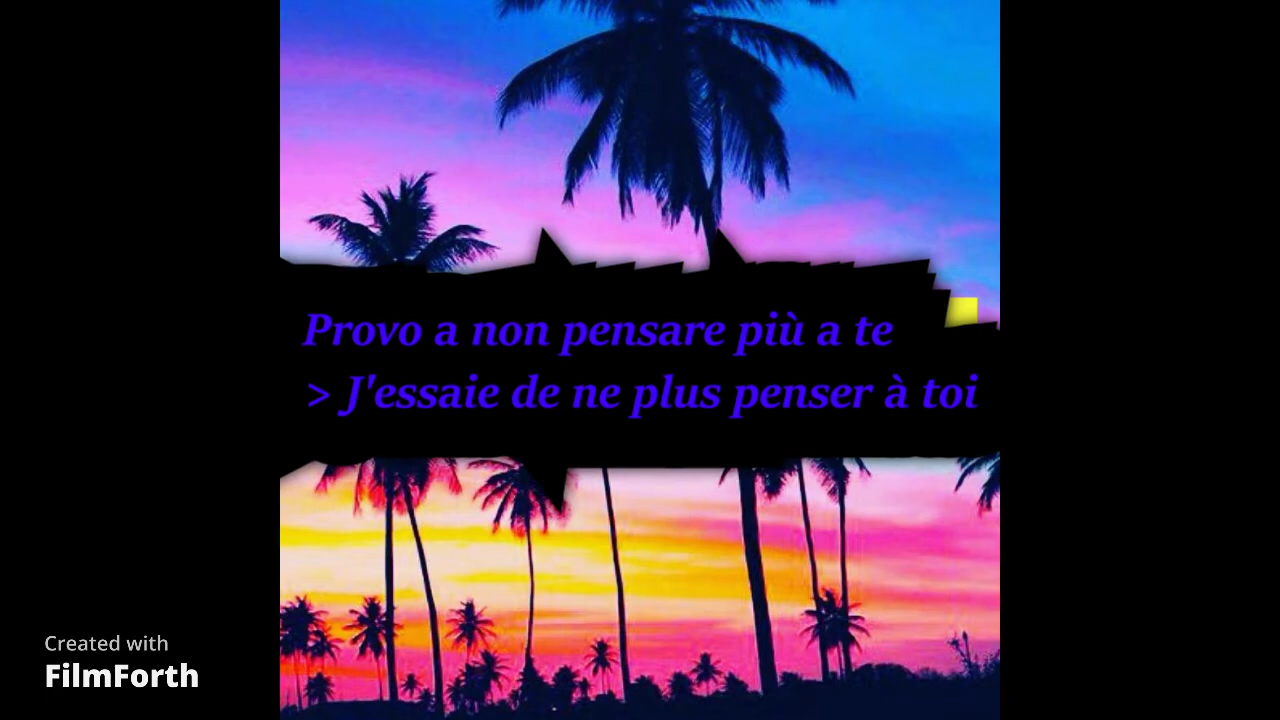 Provo a non pensare più a te
> J'essaie de ne plus penser à toi
Created with
FilmForth